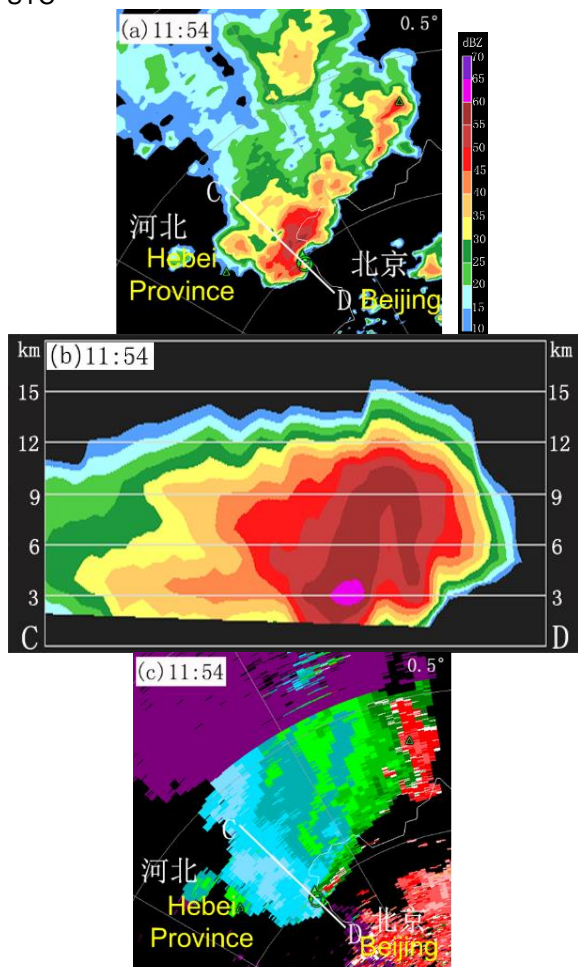 (a)11:54
0.5°
dBZ
70
65
60
55
50
45
40
35
30
25
20
15
10
C
河北
Hebei
Province
北京
D Beijing
km
(b)11:54
km
15
15
12
12
9
9
6
6
3
3
C
D
(c)11:54
0.5°
C
河北
Hebei
Province
北京
D
Beijing